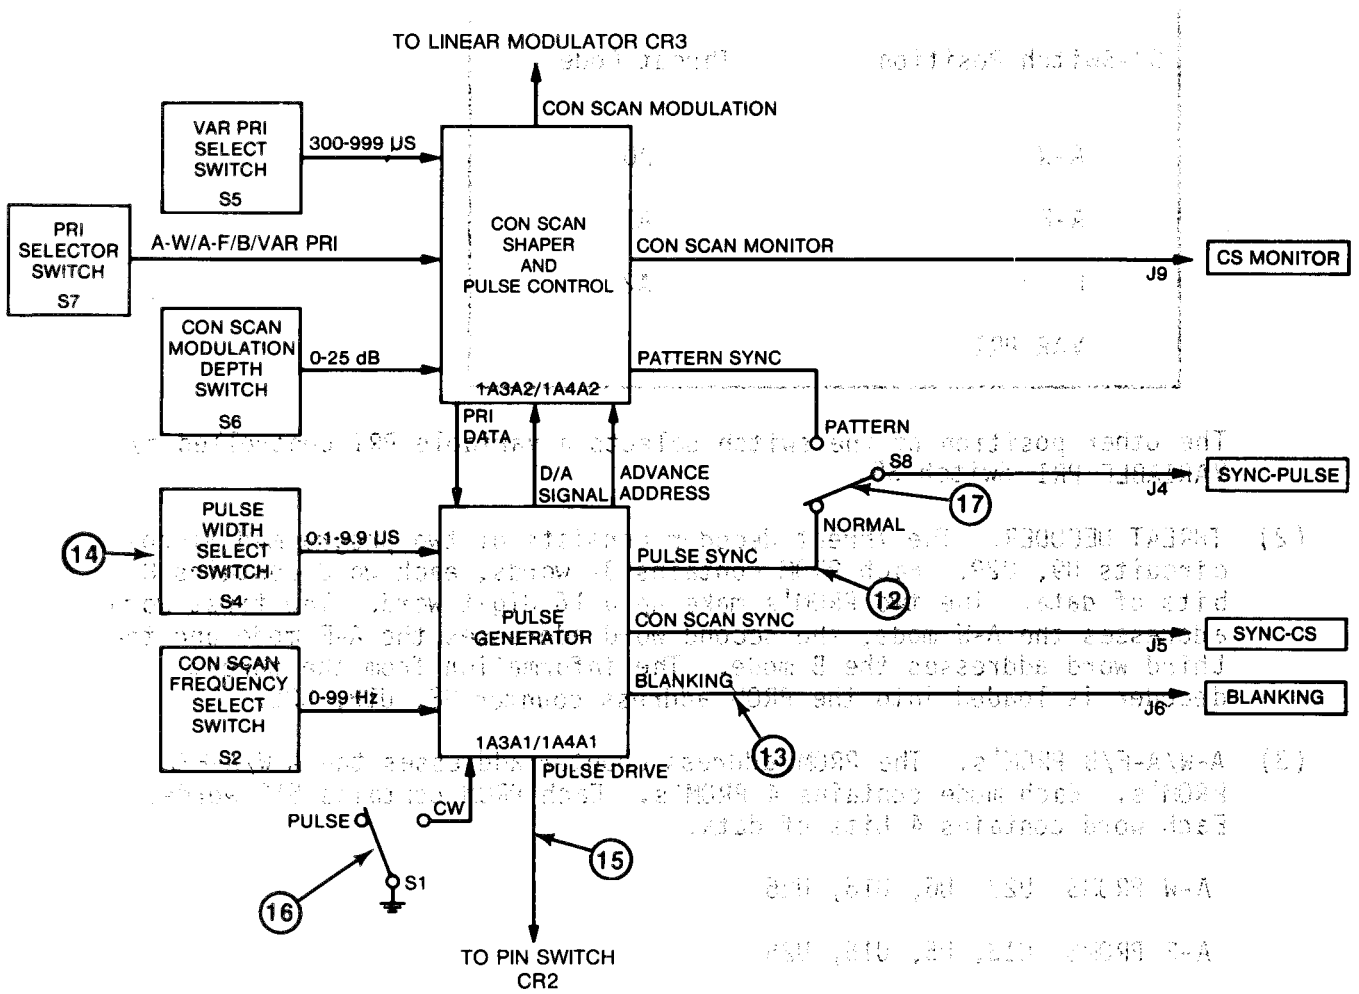 TO LINEAR MODULATOR CR3
CON SCAN MODULATION
VAR PRI
SELECT
SWITCH
S5
300-999 µS
PRI
SELECTOR
SWITCH
S7
A-W/A-F/B/VAR PRI
CON SCAN
SHAPER
AND
PULSE CONTROL
1A3A2/1A4A2
CON SCAN MONITOR
J9
CS MONITOR
CON SCAN
MODULATION
DEPTH
SWITCH
S6
0-25 dB
PATTERN SYNC
PATTERN
PRI
DATA
D/A
SIGNAL
ADVANCE
ADDRESS
S8
J4
SYNC-PULSE
17
NORMAL
14
PULSE
WIDTH
SELECT
SWITCH
S4
0.1-9.9 µS
PULSE SYNC
12
PULSE
GENERATOR
1A3A1/1A4A1
CON SCAN SYNC
J5
SYNC-CS
CON SCAN
FREQUENCY
SELECT
SWITCH
S2
0-99 Hz
BLANKING
J6
BLANKING
13
PULSE DRIVE
PULSE
CW
S1
16
15
TO PIN SWITCH
CR2